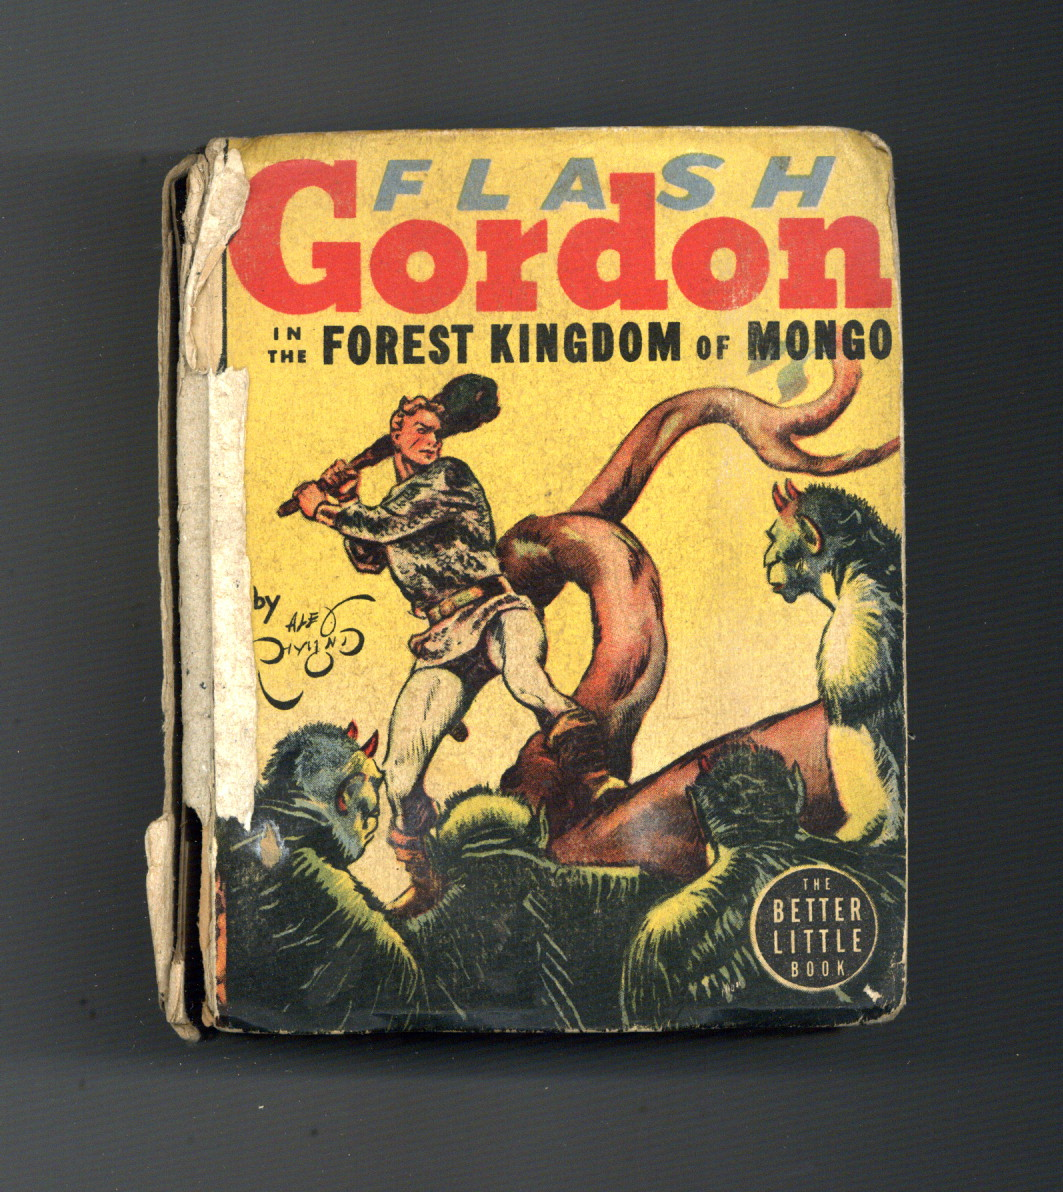 FLASH
Gordon
IN THE FOREST KINGDOM OF MONGO
by
ALEX
RAYMOND
THE
BETTER
LITTLE
BOOK